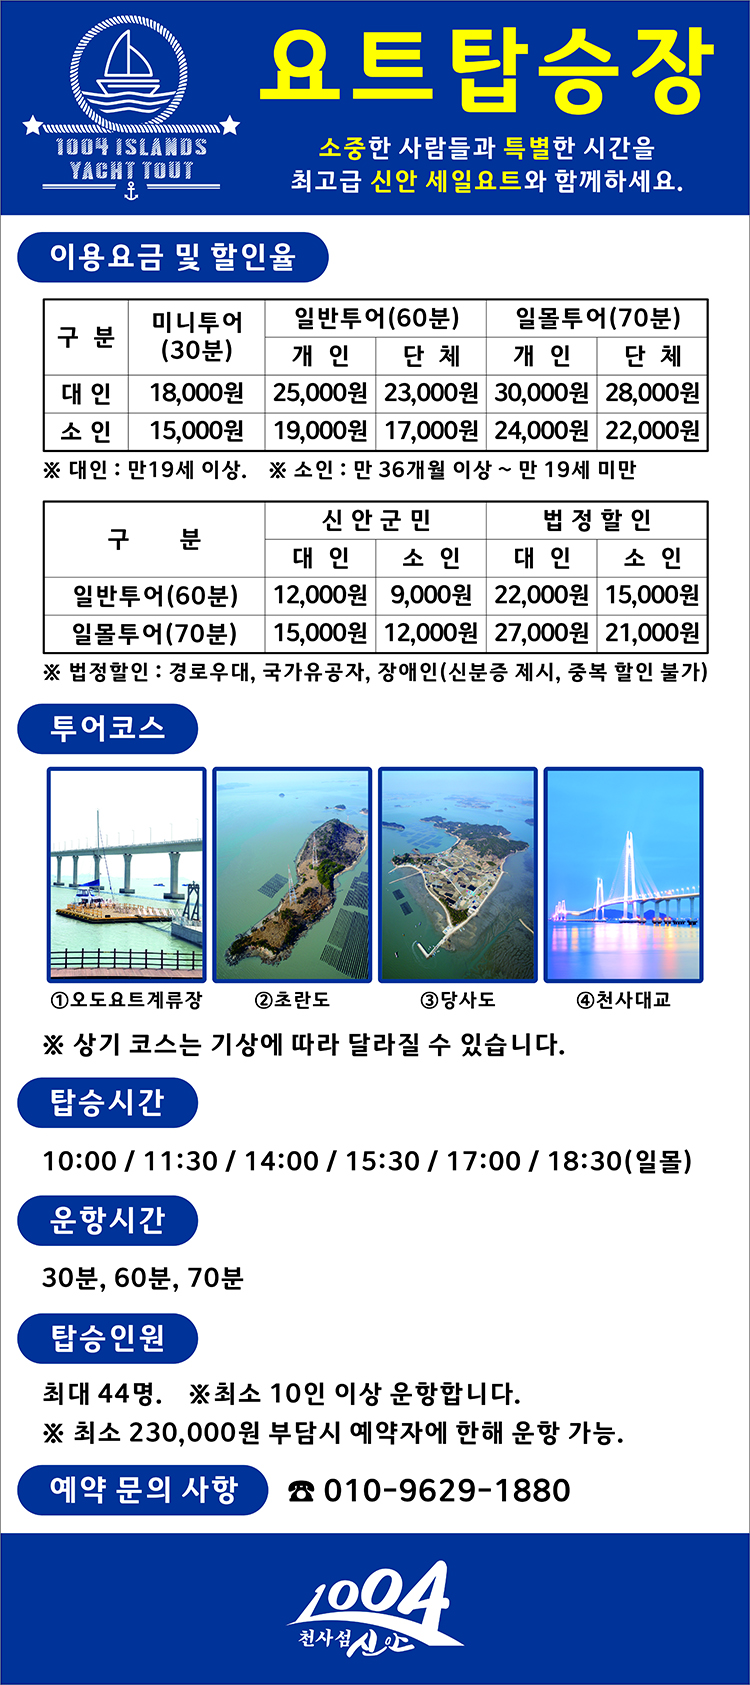 1004 ISLANDS
YACHT TOUT
요트탑승장
소중한 사람들과 특별한 시간을
최고급 신안 세일요트와 함께하세요.
이용요금 및 할인율
구 분 미니투어(30분) 일반투어(60분) 일몰투어(70분)
개 인 단 체 개 인 단 체
대 인 18,000원 25,000원 23,000원 30,000원 28,000원
소 인 15,000원 19,000원 17,000원 24,000원 22,000원
※ 대인 : 만19세 이상. ※ 소인 : 만 36개월 이상 ~ 만 19세 미만
구 분 신 안 군 민 법 정 할 인
대 인 소 인 대 인 소 인
일반투어(60분) 12,000원 9,000원 22,000원 15,000원
일몰투어(70분) 15,000원 12,000원 27,000원 21,000원
※ 법정할인 : 경로우대, 국가유공자, 장애인(신분증 제시, 중복 할인 불가)
투어코스
①오도요트계류장 ②초란도 ③당사도 ④천사대교
※ 상기 코스는 기상에 따라 달라질 수 있습니다.
탑승시간
10:00 / 11:30 / 14:00 / 15:30 / 17:00 / 18:30(일몰)
운항시간
30분, 60분, 70분
탑승인원
최대 44명. ※최소 10인 이상 운항합니다.
※ 최소 230,000원 부담시 예약자에 한해 운항 가능.
예약 문의 사항 ☎ 010-9629-1880
1004
천사섬 신안